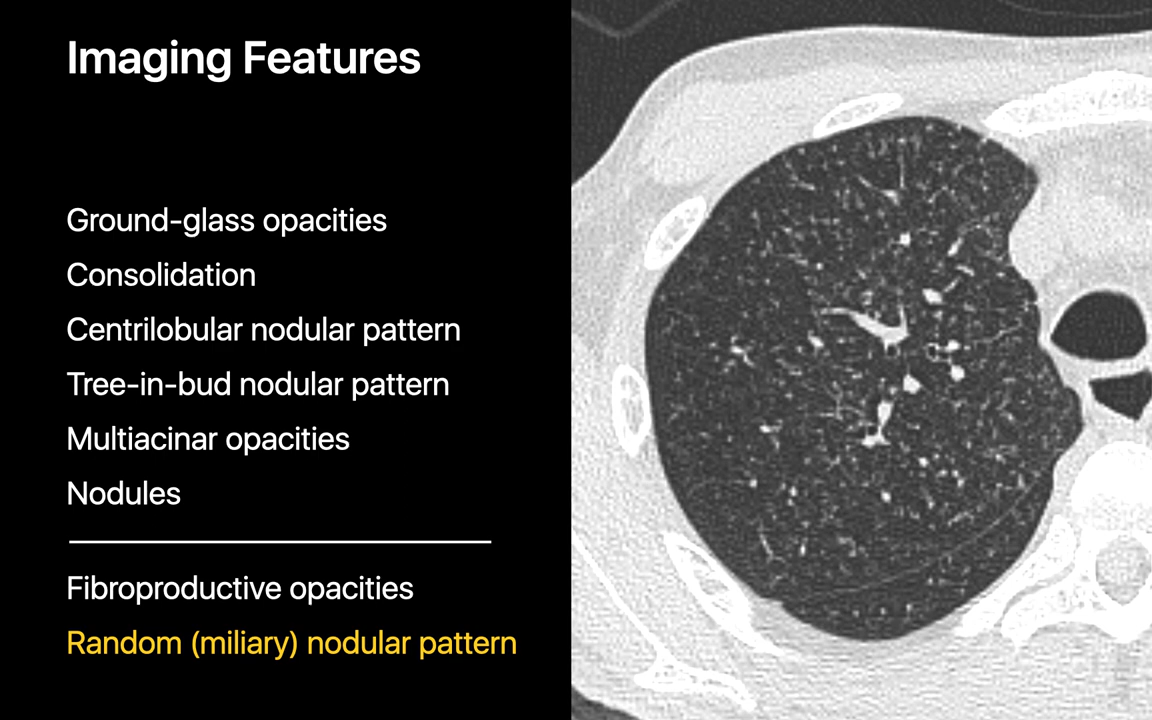 Imaging Features
Ground-glass opacities
Consolidation
Centrilobular nodular pattern
Tree-in-bud nodular pattern
Multiacinar opacities
Nodules
Fibroproductive opacities
Random (miliary) nodular pattern